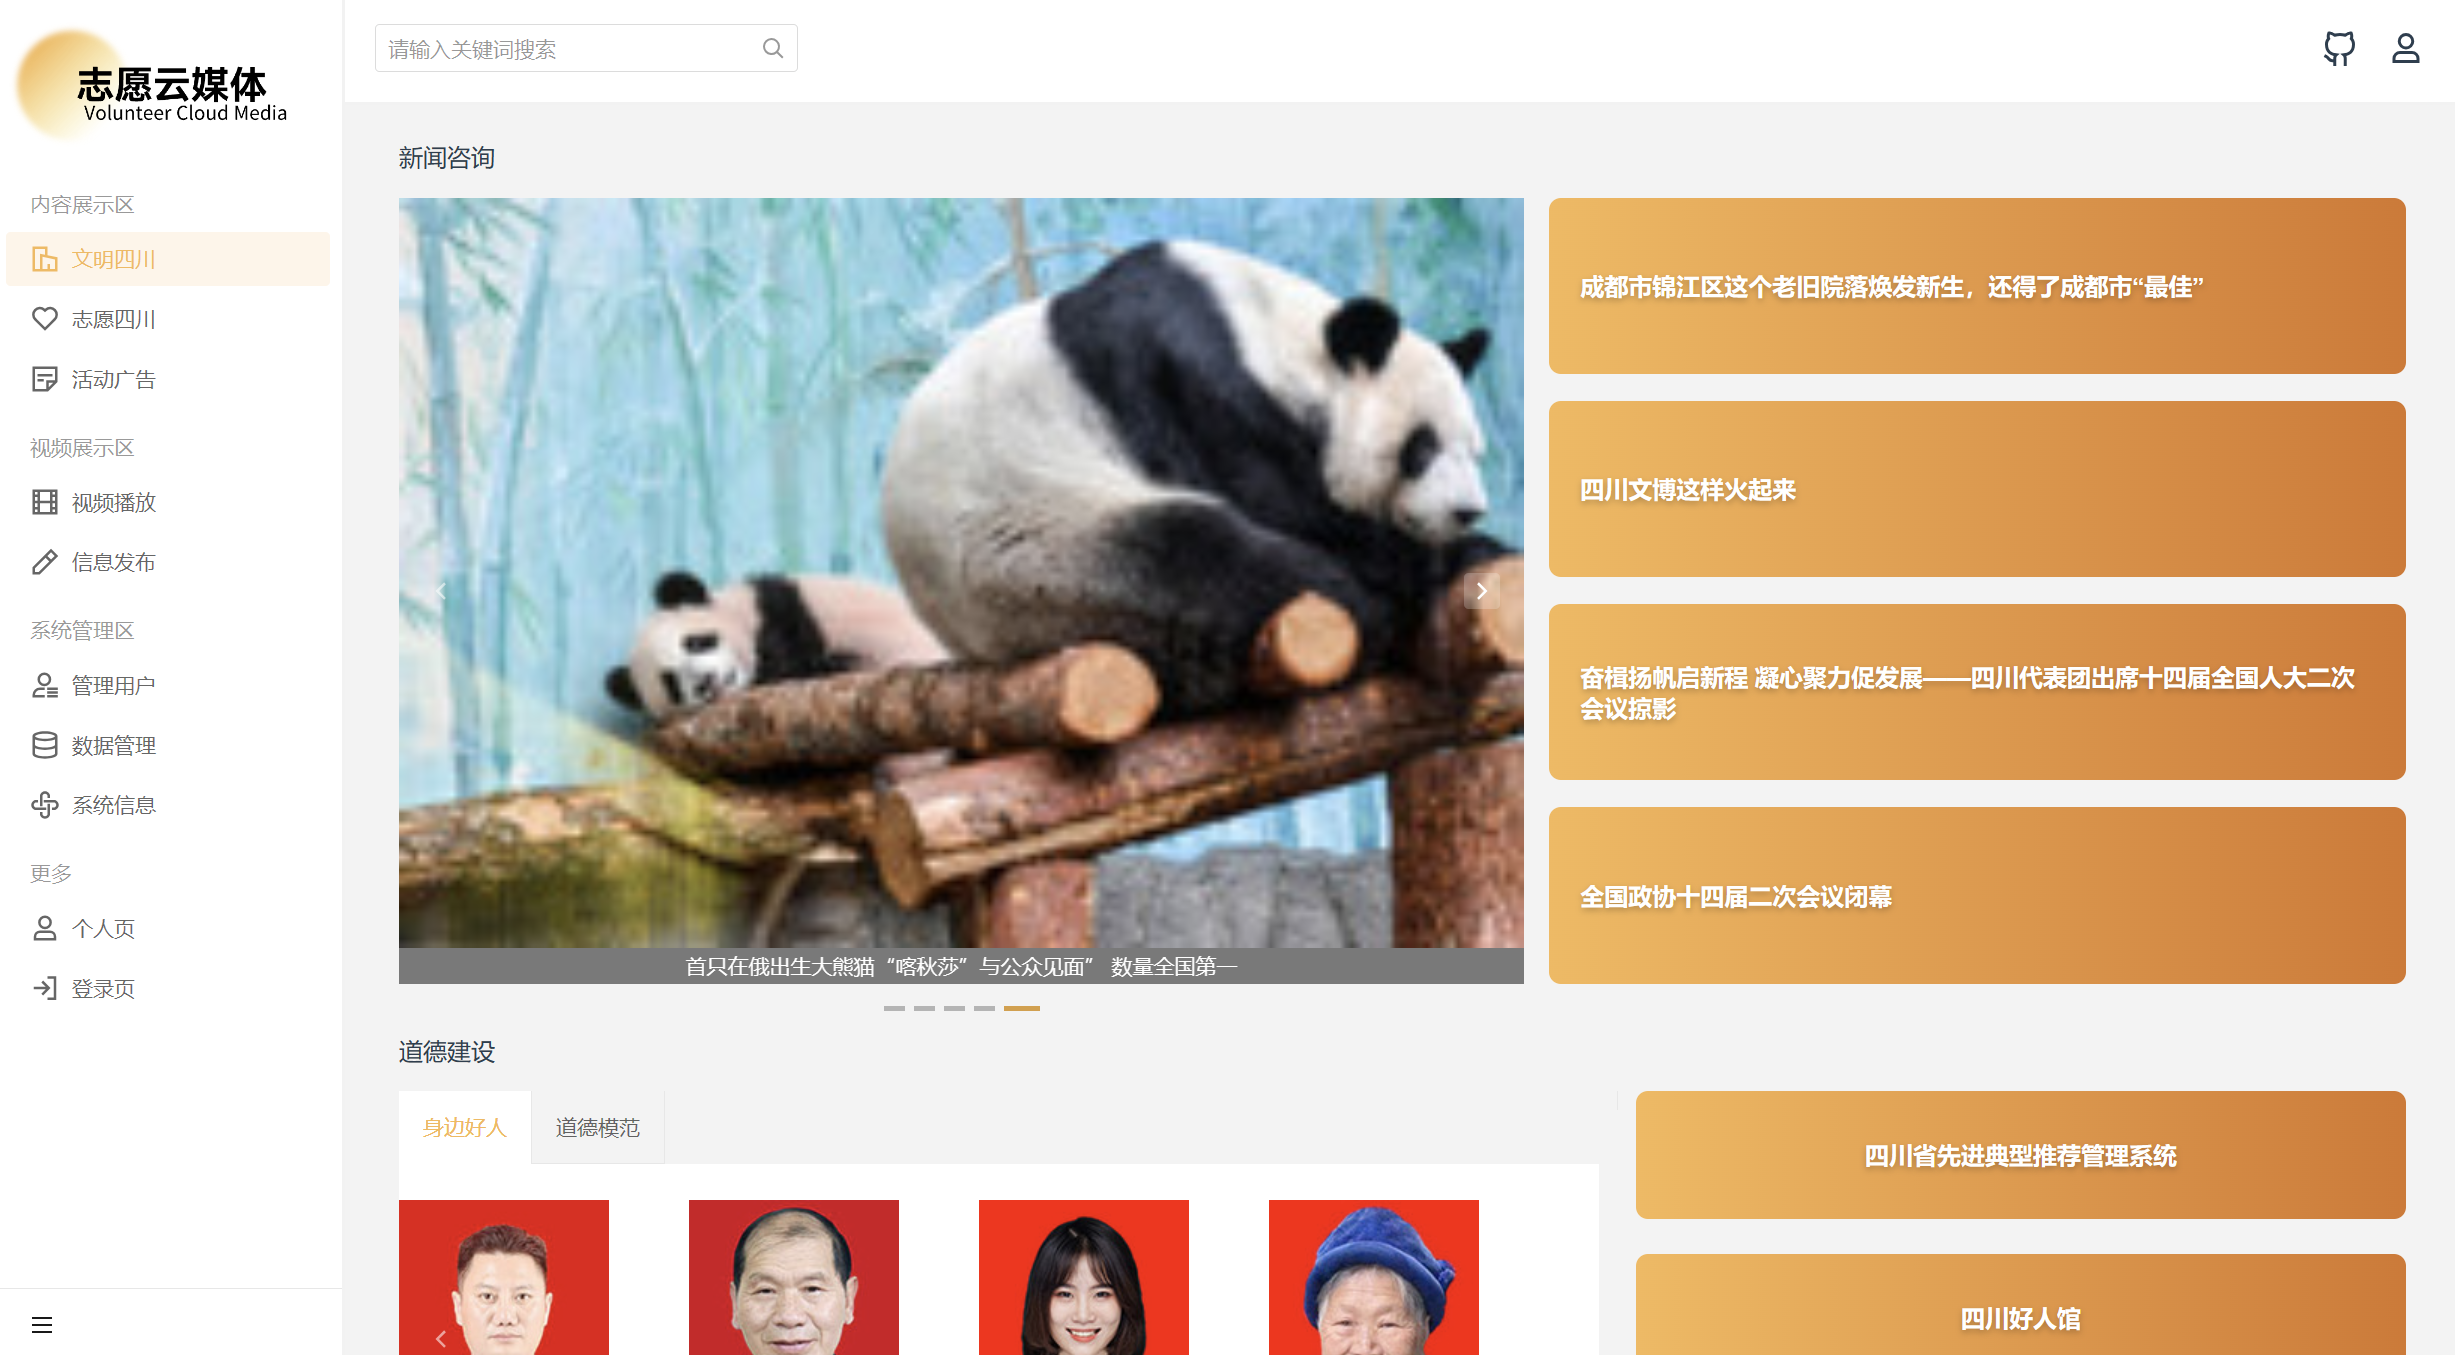 志愿云媒体
Volunteer Cloud Media
请输入关键词搜索
内容展示区
文明四川
志愿四川
活动广告
视频展示区
视频播放
信息发布
系统管理区
管理用户
数据管理
系统信息
更多
个人页
登录页
新闻咨询
首只在俄出生大熊猫“喀秋莎”与公众见面” 数量全国第一
成都市锦江区这个老旧院落焕发新生，还得了成都市“最佳”
四川文博这样火起来
奋楫扬帆启新程 凝心聚力促发展——四川代表团出席十四届全国人大二次
会议掠影
全国政协十四届二次会议闭幕
道德建设
身边好人
道德模范
四川省先进典型推荐管理系统
四川好人馆